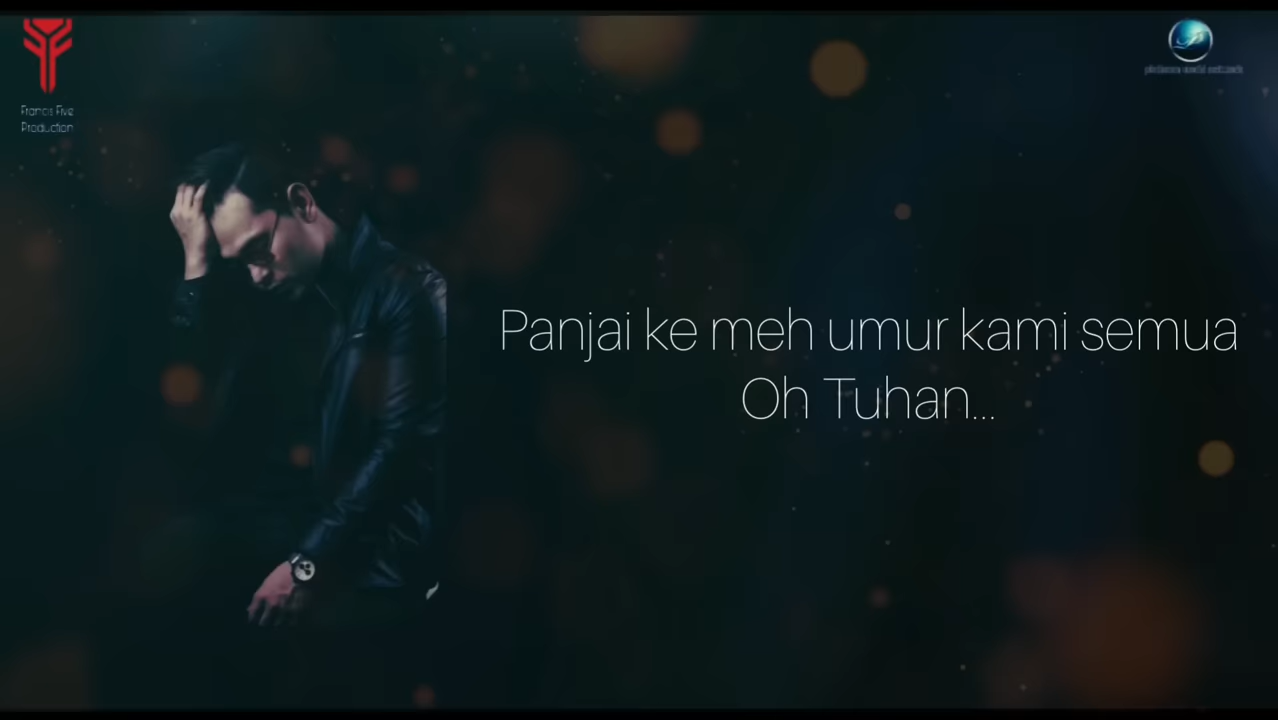 Francis Five
Production
Panjai ke meh umur kami semua
Oh Tuhan...